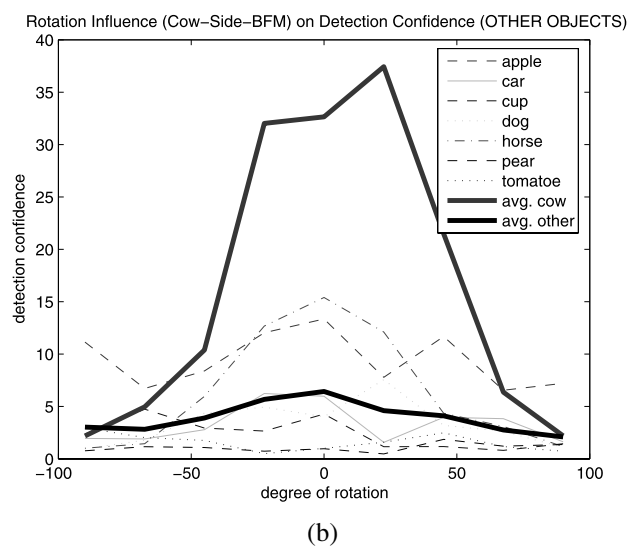 Rotation Influence (Cow−Side−BFM) on Detection Confidence (OTHER OBJECTS)
40
35
30
25
20
15
10
5
0
detection confidence
apple
car
cup
dog
horse
pear
tomatoe
avg. cow
avg. other
−100
−50
0
50
100
degree of rotation
(b)